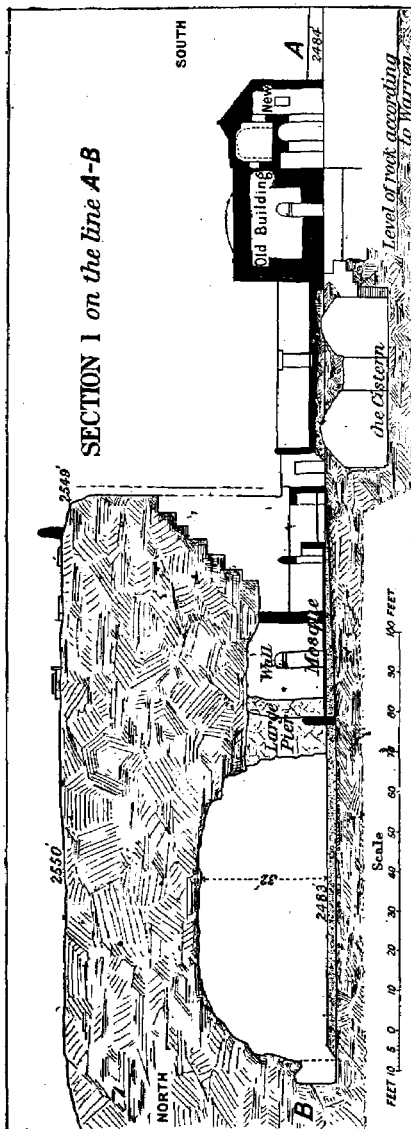 SECTION 1 on the line A-B
SOUTH
NORTH
2550'
2549'
Old Building
New
A
2484
Level of rock according
to Warren
the Cistern
Wall
Mosque
Large
Pier
32'
2483
B
Scale
FEET 10 5 0 10 20 30 40 50 60 70 80 90 100 FEET